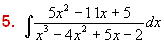 5. ∫ (5x² − 11x + 5)/(x³ − 4x² + 5x − 2) dx